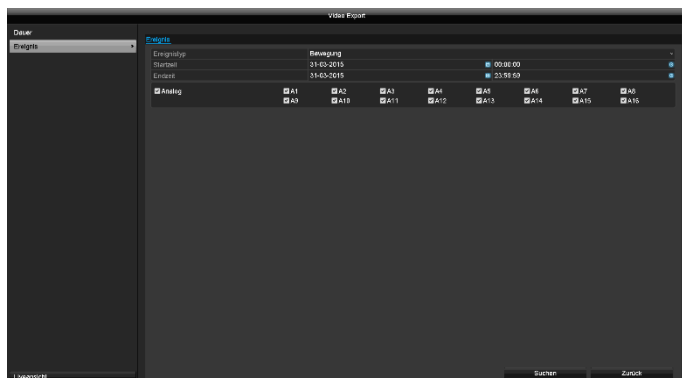 Video Export
Dauer
Ereignis
Ereignis
Ereignistyp Bewegung
Startzeit 31-03-2015 00:00:00
Endzeit 31-03-2015 23:59:59
Analog A1 A2 A3 A4 A5 A6 A7 A8
A9 A10 A11 A12 A13 A14 A15 A16
Liveansicht Suchen Zurück